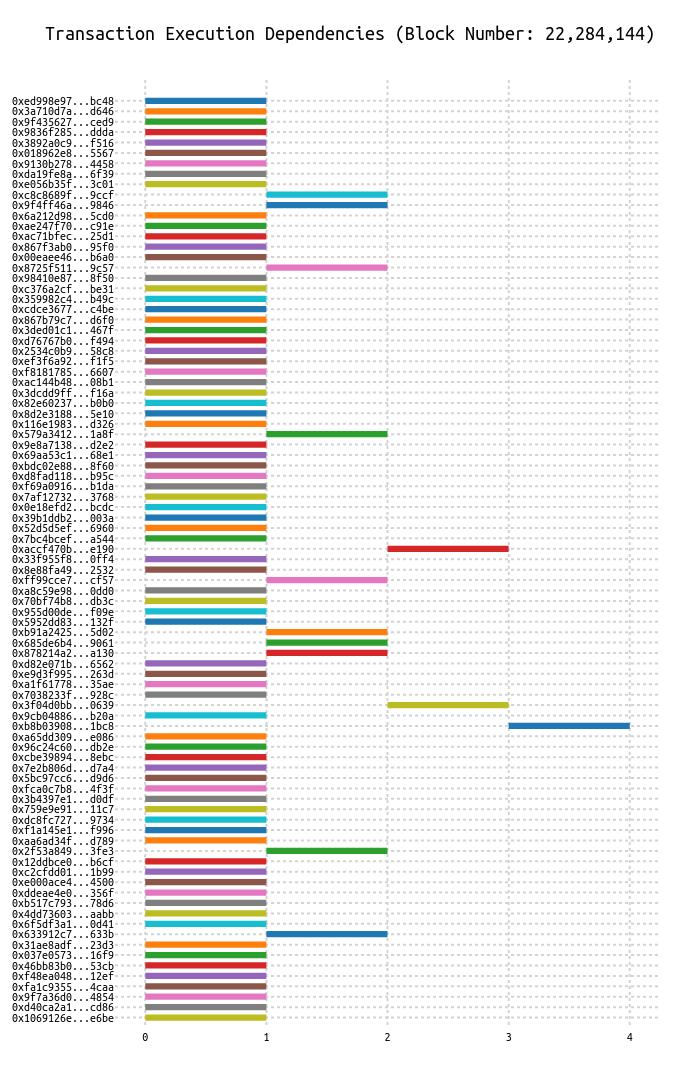 Transaction Execution Dependencies (Block Number: 22,284,144)
0xed998e97...bc48
0x3a710d7a...d646
0x9f435627...ced9
0x9836f285...ddda
0x3892a0c9...f516
0x018962e8...5567
0x9130b278...4458
0xda19fe8a...6f39
0xe056b35f...3c01
0xc8c8689f...9ccf
0x9f4ff46a...9846
0x6a212d98...5cd0
0xae247f70...c91e
0xac71bfec...25d1
0x867f3ab0...95f0
0x00eaee46...b6a0
0x8725f511...9c57
0x98410e87...8f50
0xc376a2cf...be31
0x359982c4...b49c
0xcdce3677...c4be
0x867b79c7...d6f0
0x3ded01c1...467f
0xd76767b0...f494
0x2534c0b9...58c8
0xef3f6a92...f1f5
0xf8181785...6607
0xac144b48...08b1
0x3dcdd9ff...f16a
0x82e60237...b0b0
0x8d2e3188...5e10
0x116e1983...d326
0x579a3412...1a8f
0x9e8a7138...d2e2
0x69aa53c1...68e1
0xbdc02e88...8f60
0xd8fad118...b95c
0xf69a0916...b1da
0x7af12732...3768
0x0e18efd2...bcdc
0x39b1ddb2...003a
0x52d5d5ef...6960
0x7bc4bcef...a544
0xaccf470b...e190
0x33f955f8...0ff4
0x8e88fa49...2532
0xff99cce7...cf57
0xa8c59e98...0dd0
0x70bf74b8...db3c
0x955d00de...f09e
0x5952dd83...132f
0xb91a2425...5d02
0x685de6b4...9061
0x878214a2...a130
0xd82e071b...6562
0xe9d3f995...263d
0xa1f61778...35ae
0x7038233f...928c
0x3f04d0bb...0639
0x9cb04886...b20a
0xb8b03908...1bc8
0xa65dd309...e086
0x96c24c60...db2e
0xcbe39894...8ebc
0x7e2b806d...d7a4
0x5bc97cc6...d9d6
0xfca0c7b8...4f3f
0x3b4397e1...d0df
0x759e9e91...11c7
0xdc8fc727...9734
0xf1a145e1...f996
0xaa6ad34f...d789
0x2f53a849...3fe3
0x12ddbce0...b6cf
0xc2cfdd01...1b99
0xe000ace4...4500
0xddeae4e0...356f
0xb517c793...78d6
0x4dd73603...aabb
0x6f5df3a1...0d41
0x633912c7...633b
0x31ae8adf...23d3
0x037e0573...16f9
0x46bb83b0...53cb
0xf48ea048...12ef
0xfa1c9355...4caa
0x9f7a36d0...4854
0xd40ca2a1...cd86
0x1069126e...e6be
0 1 2 3 4